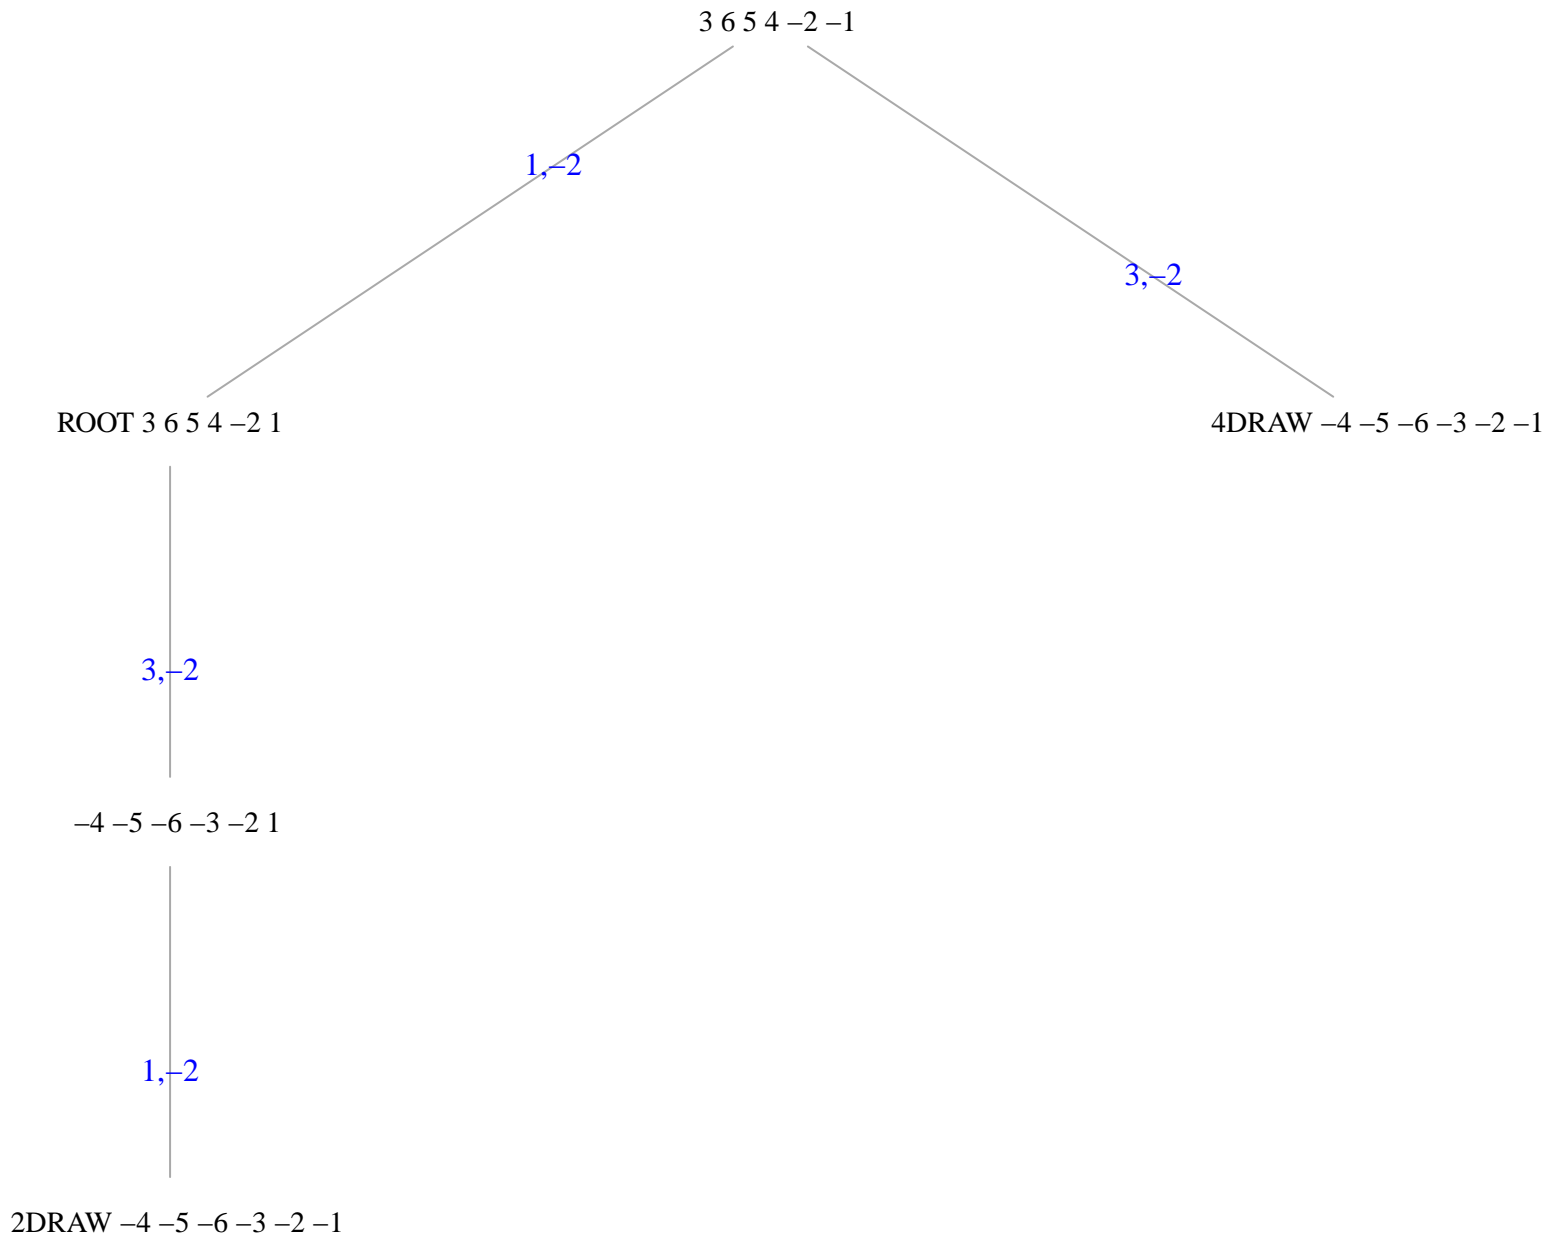 3 6 5 4 –2 –1
1,–2
3,–2
ROOT 3 6 5 4 –2 1
4DRAW –4 –5 –6 –3 –2 –1
3,–2
–4 –5 –6 –3 –2 1
1,–2
2DRAW –4 –5 –6 –3 –2 –1